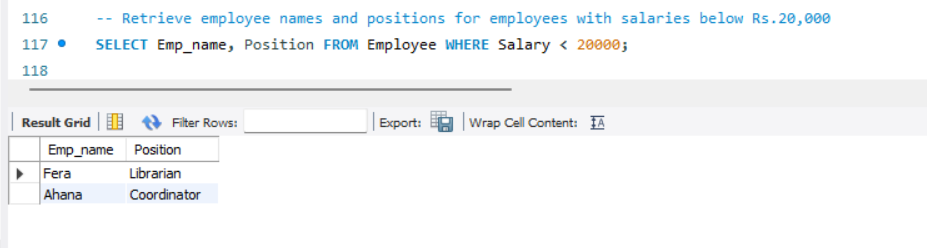 116 -- Retrieve employee names and positions for employees with salaries below Rs.20,000
117 SELECT Emp_name, Position FROM Employee WHERE Salary < 20000;
118
Result Grid Filter Rows: Export: Wrap Cell Content: IA
Emp_name Position
Fera Librarian
Ahana Coordinator